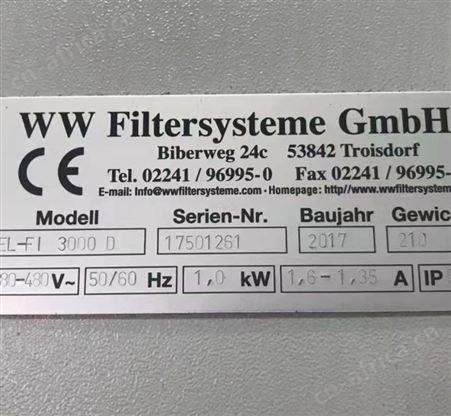 WW Filtersysteme GmbH
CE Biberweg 24c 53842 Troisdorf
Tel. 02241 / 96995-0 Fax 02241 / 96995-
E-mail: Info@wwfiltersysteme.com · Homepage: http//www.wwfiltersystem
Modell Serien-Nr. Baujahr Gewic
EL-FI 3000 D 17501261 2017 210
80-480 V~ 50/60 Hz 1,0 kW 1,6-1,35 A IP